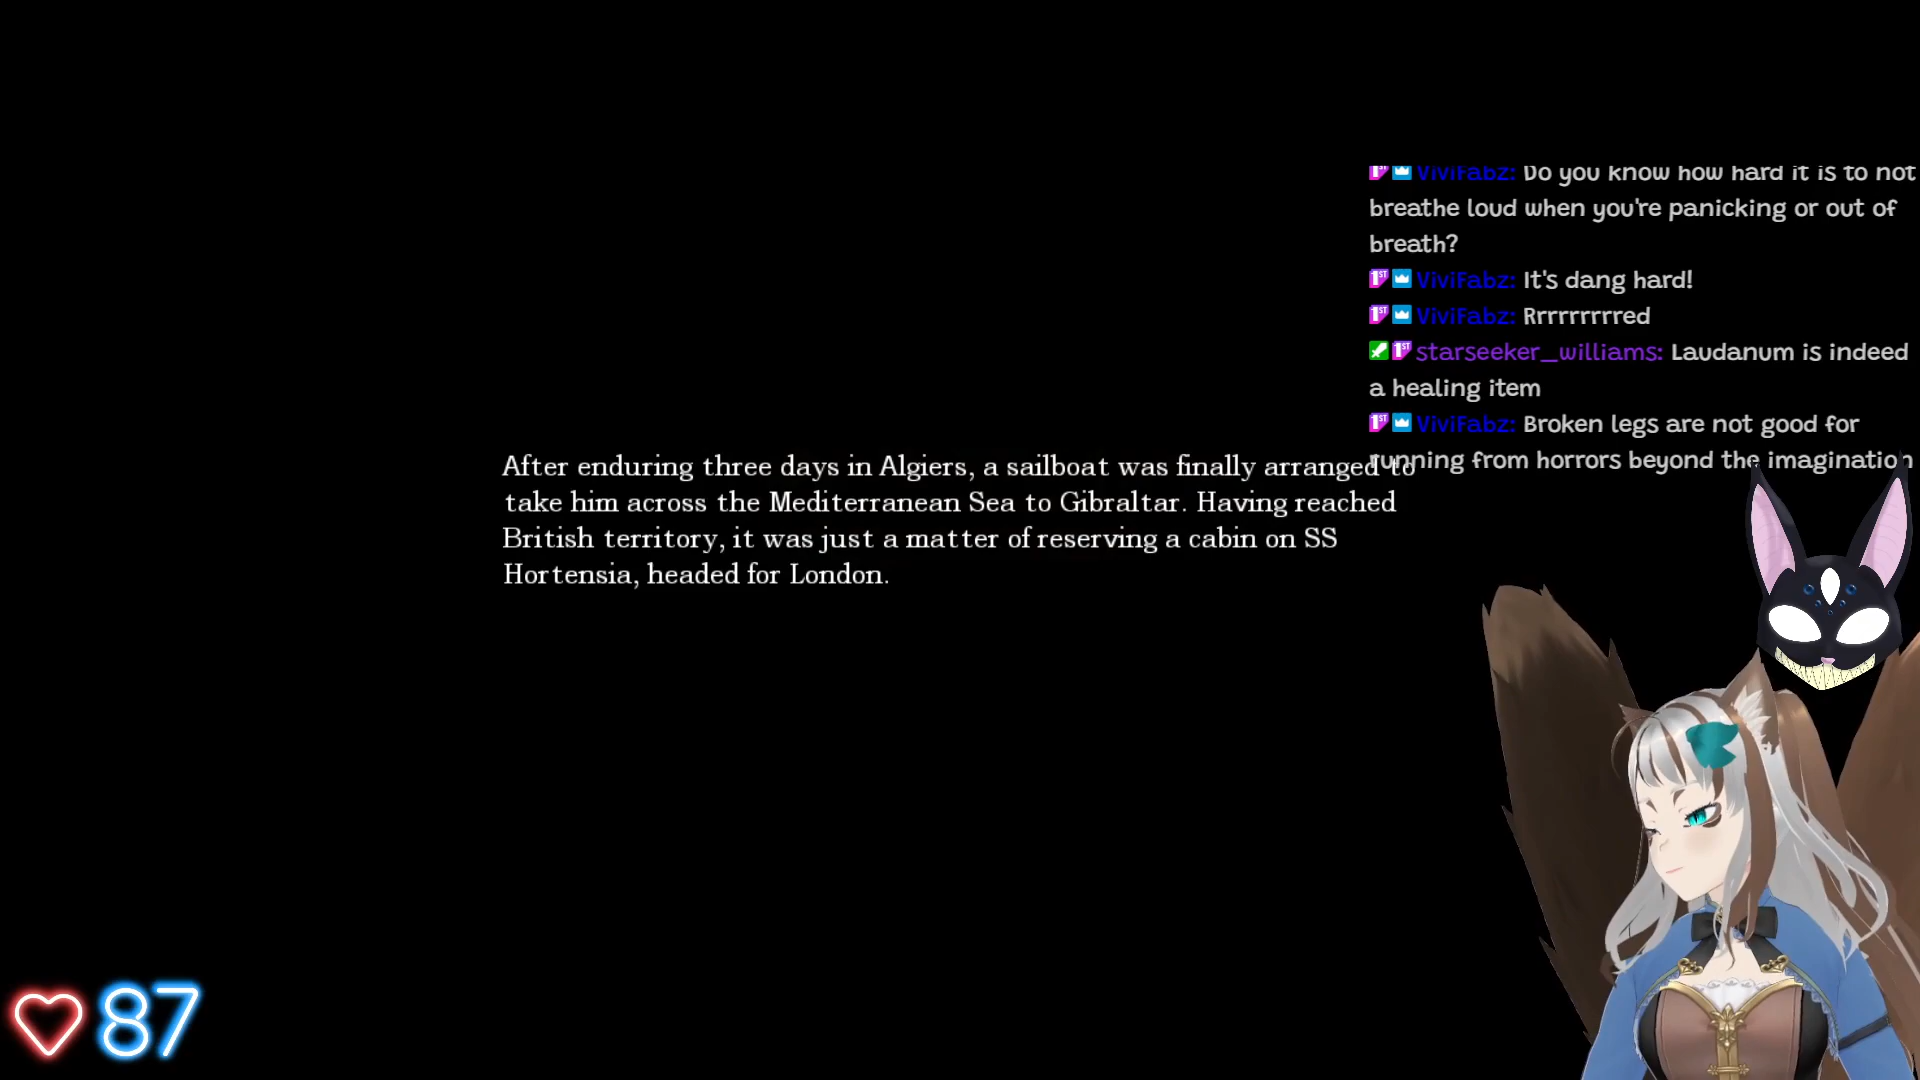 ViviFabz: Do you know how hard it is to not
breathe loud when you're panicking or out of
breath?
ViviFabz: It's dang hard!
ViviFabz: Rrrrrrrrred
starseeker_williams: Laudanum is indeed
a healing item
ViviFabz: Broken legs are not good for
running from horrors beyond the imagination
After enduring three days in Algiers, a sailboat was finally arranged to
take him across the Mediterranean Sea to Gibraltar. Having reached
British territory, it was just a matter of reserving a cabin on SS
Hortensia, headed for London.
87